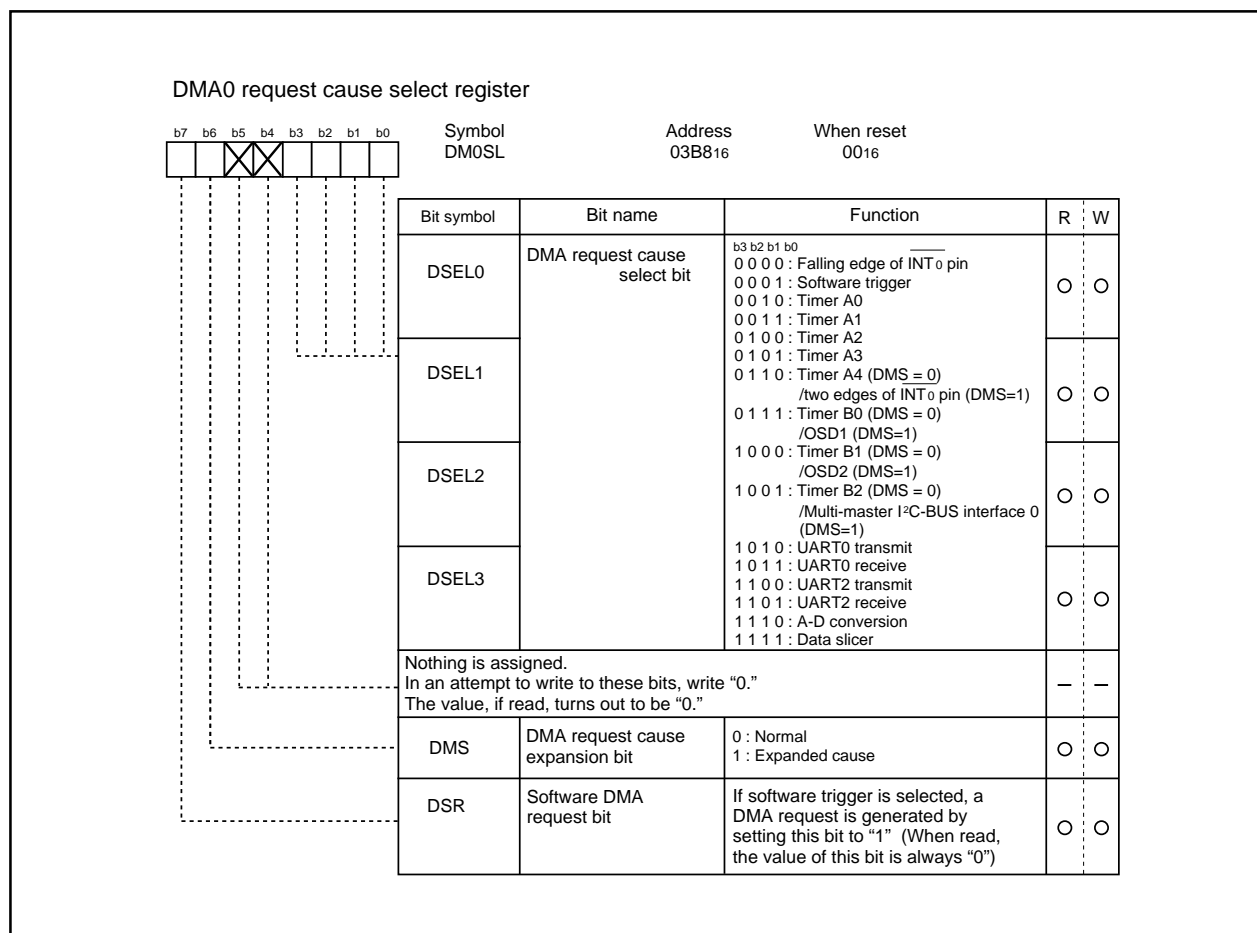 DMA0 request cause select register
b7 b6 b5 b4 b3 b2 b1 b0
Symbol Address When reset
DM0SL 03B816 0016
Bit symbol Bit name Function R W
DSEL0
DSEL1
DSEL2
DSEL3
DMA request cause
select bit
b3 b2 b1 b0
0 0 0 0 : Falling edge of INT0 pin
0 0 0 1 : Software trigger
0 0 1 0 : Timer A0
0 0 1 1 : Timer A1
0 1 0 0 : Timer A2
0 1 0 1 : Timer A3
0 1 1 0 : Timer A4 (DMS = 0)
/two edges of INT0 pin (DMS=1)
0 1 1 1 : Timer B0 (DMS = 0)
/OSD1 (DMS=1)
1 0 0 0 : Timer B1 (DMS = 0)
/OSD2 (DMS=1)
1 0 0 1 : Timer B2 (DMS = 0)
/Multi-master I2C-BUS interface 0
(DMS=1)
1 0 1 0 : UART0 transmit
1 0 1 1 : UART0 receive
1 1 0 0 : UART2 transmit
1 1 0 1 : UART2 receive
1 1 1 0 : A-D conversion
1 1 1 1 : Data slicer
Nothing is assigned.
In an attempt to write to these bits, write “0.”
The value, if read, turns out to be “0.”
DMS
DMA request cause
expansion bit
0 : Normal
1 : Expanded cause
DSR
Software DMA
request bit
If software trigger is selected, a
DMA request is generated by
setting this bit to “1” (When read,
the value of this bit is always “0”)